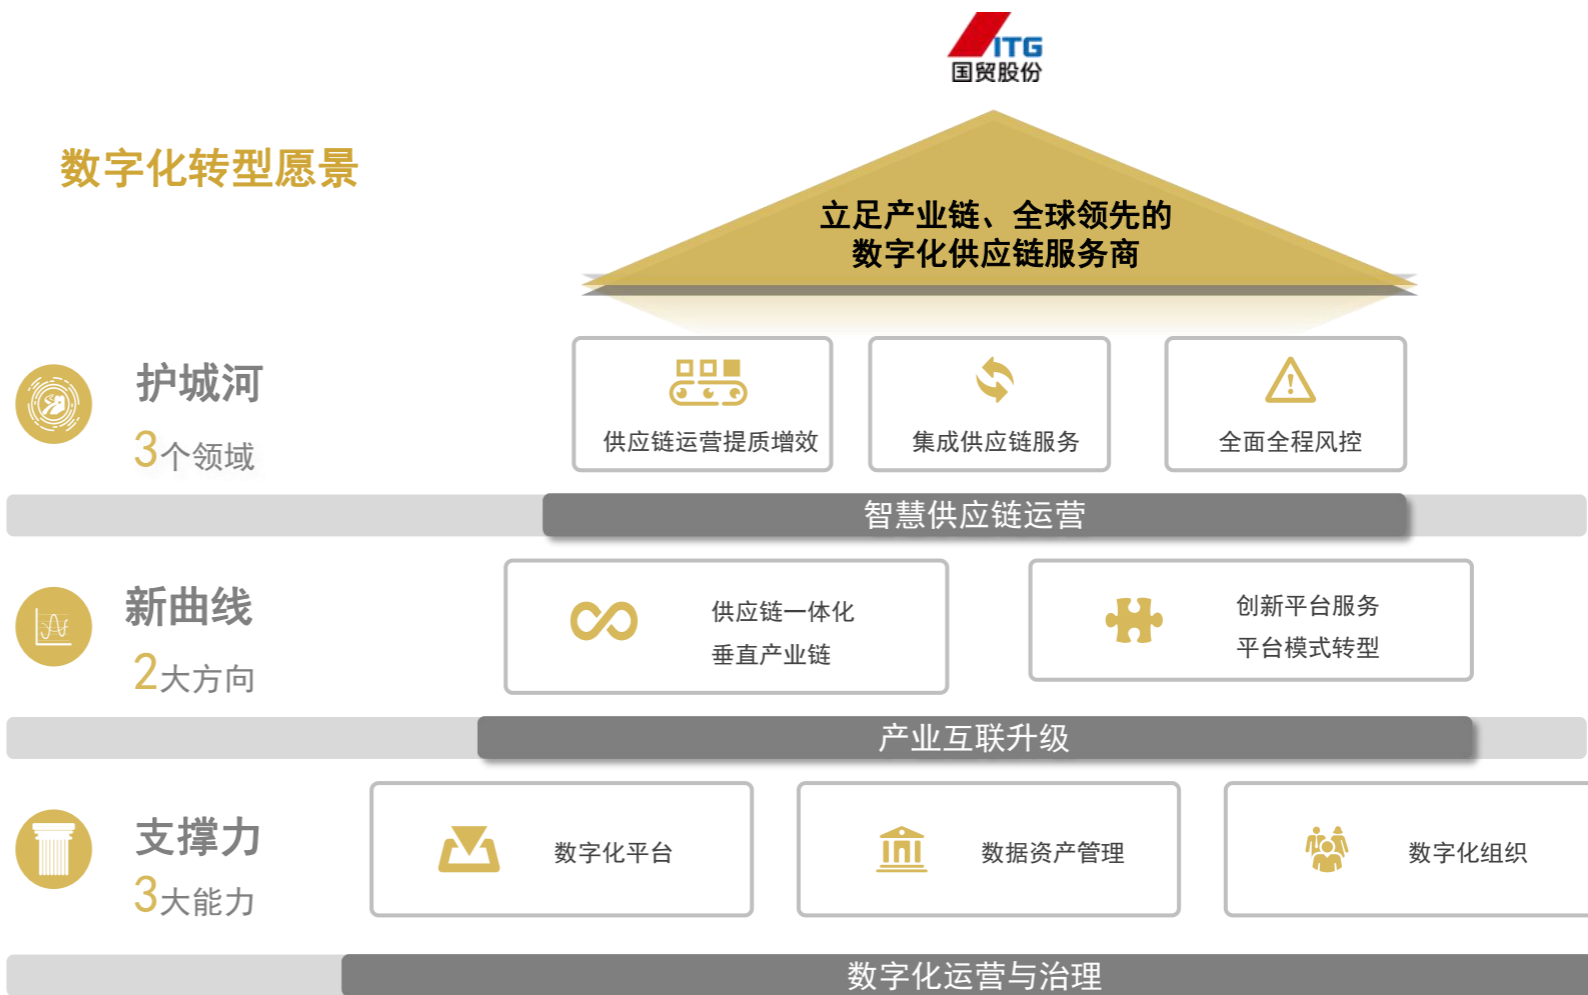 ITG
国贸股份
数字化转型愿景
立足产业链、全球领先的
数字化供应链服务商
护城河
3个领域
供应链运营提质增效
集成供应链服务
全面全程风控
智慧供应链运营
新曲线
2大方向
供应链一体化
垂直产业链
创新平台服务
平台模式转型
产业互联升级
支撑力
3大能力
数字化平台
数据资产管理
数字化组织
数字化运营与治理